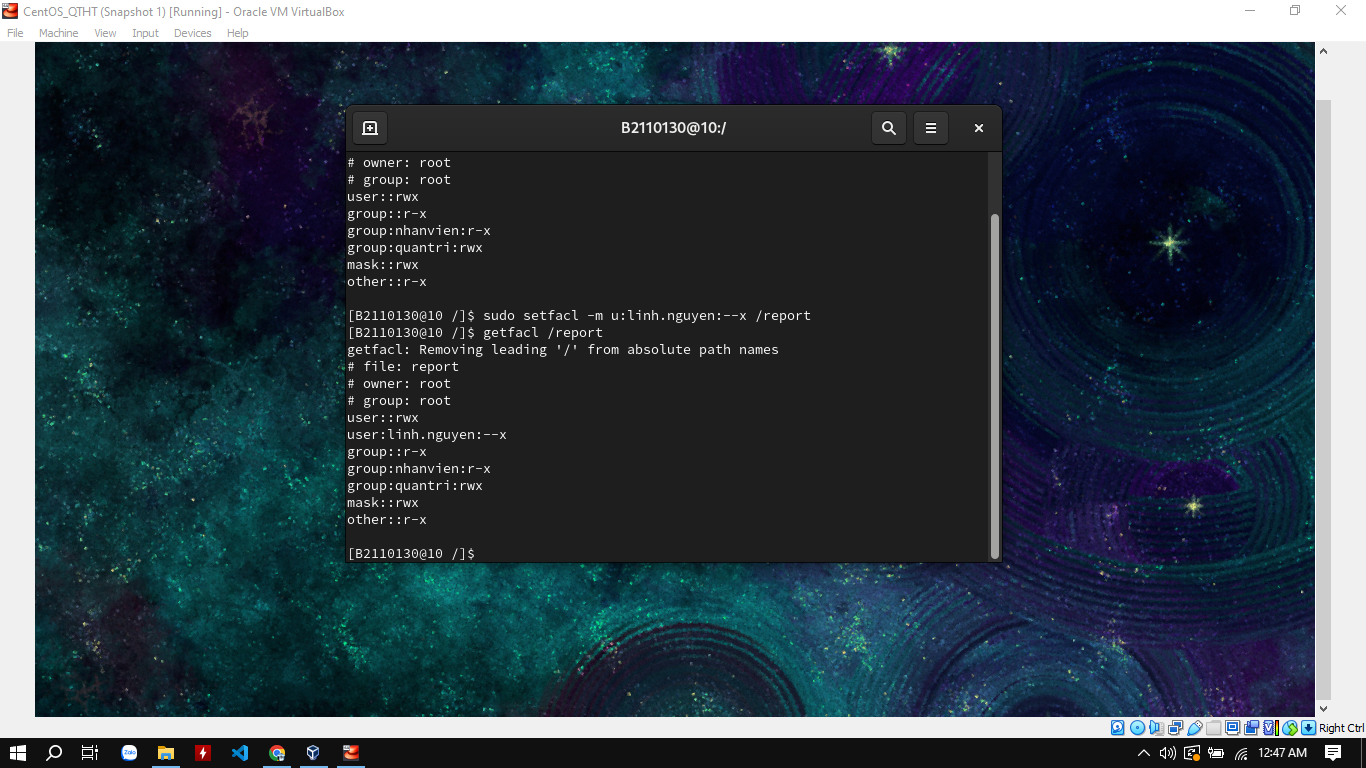 CentOS_QTHT (Snapshot 1) [Running] - Oracle VM VirtualBox
File Machine View Input Devices Help
B2110130@10:/
# owner: root
# group: root
user::rwx
group::r-x
group:nhanvien:r-x
group:quantri:rwx
mask::rwx
other::r-x
[B2110130@10 /]$ sudo setfacl -m u:linh.nguyen:--x /report
[B2110130@10 /]$ getfacl /report
getfacl: Removing leading '/' from absolute path names
# file: report
# owner: root
# group: root
user::rwx
user:linh.nguyen:--x
group::r-x
group:nhanvien:r-x
group:quantri:rwx
mask::rwx
other::r-x
[B2110130@10 /]$
Right Ctrl
Zalo
12:47 AM